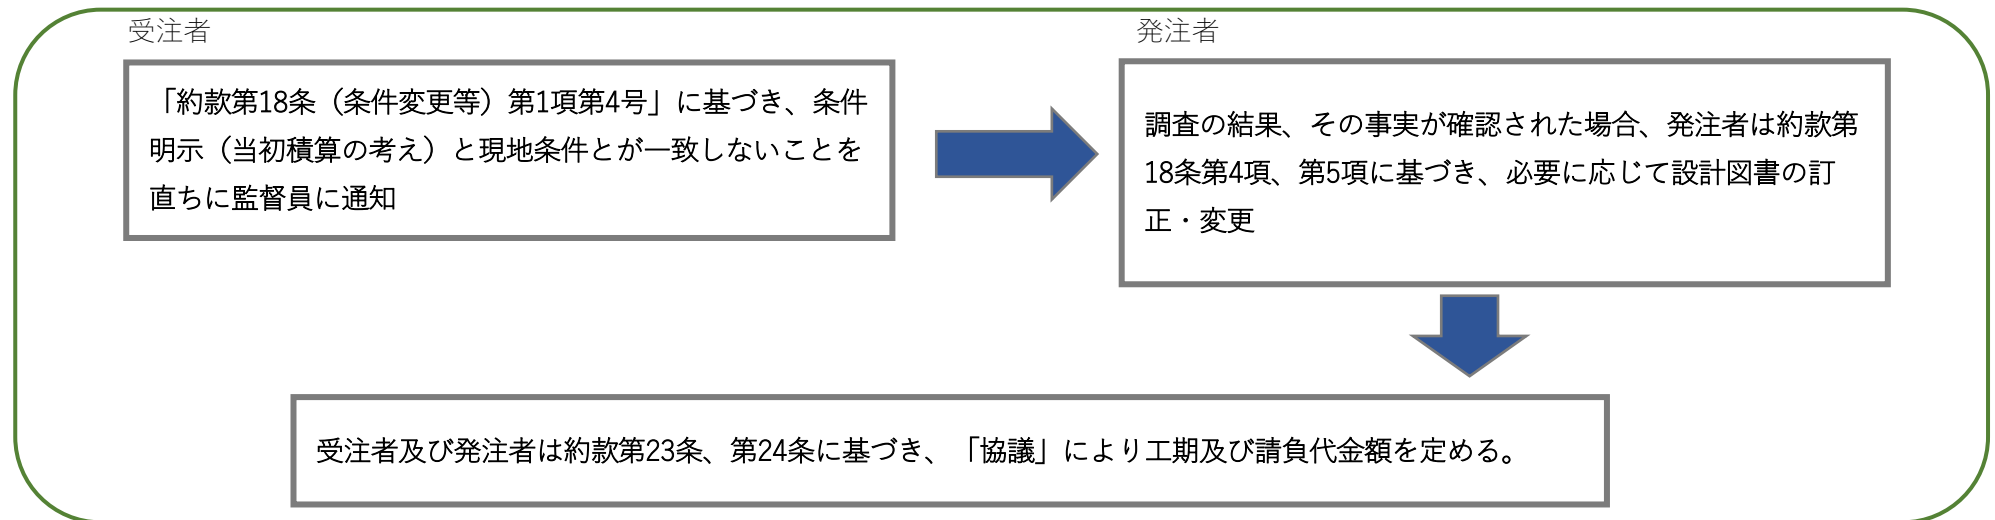 受注者
「約款第18条（条件変更等）第1項第4号」に基づき、条件
明示（当初積算の考え）と現地条件とが一致しないことを
直ちに監督員に通知
発注者
調査の結果、その事実が確認された場合、発注者は約款第
18条第4項、第5項に基づき、必要に応じて設計図書の訂
正・変更
受注者及び発注者は約款第23条、第24条に基づき、「協議」により工期及び請負代金額を定める。